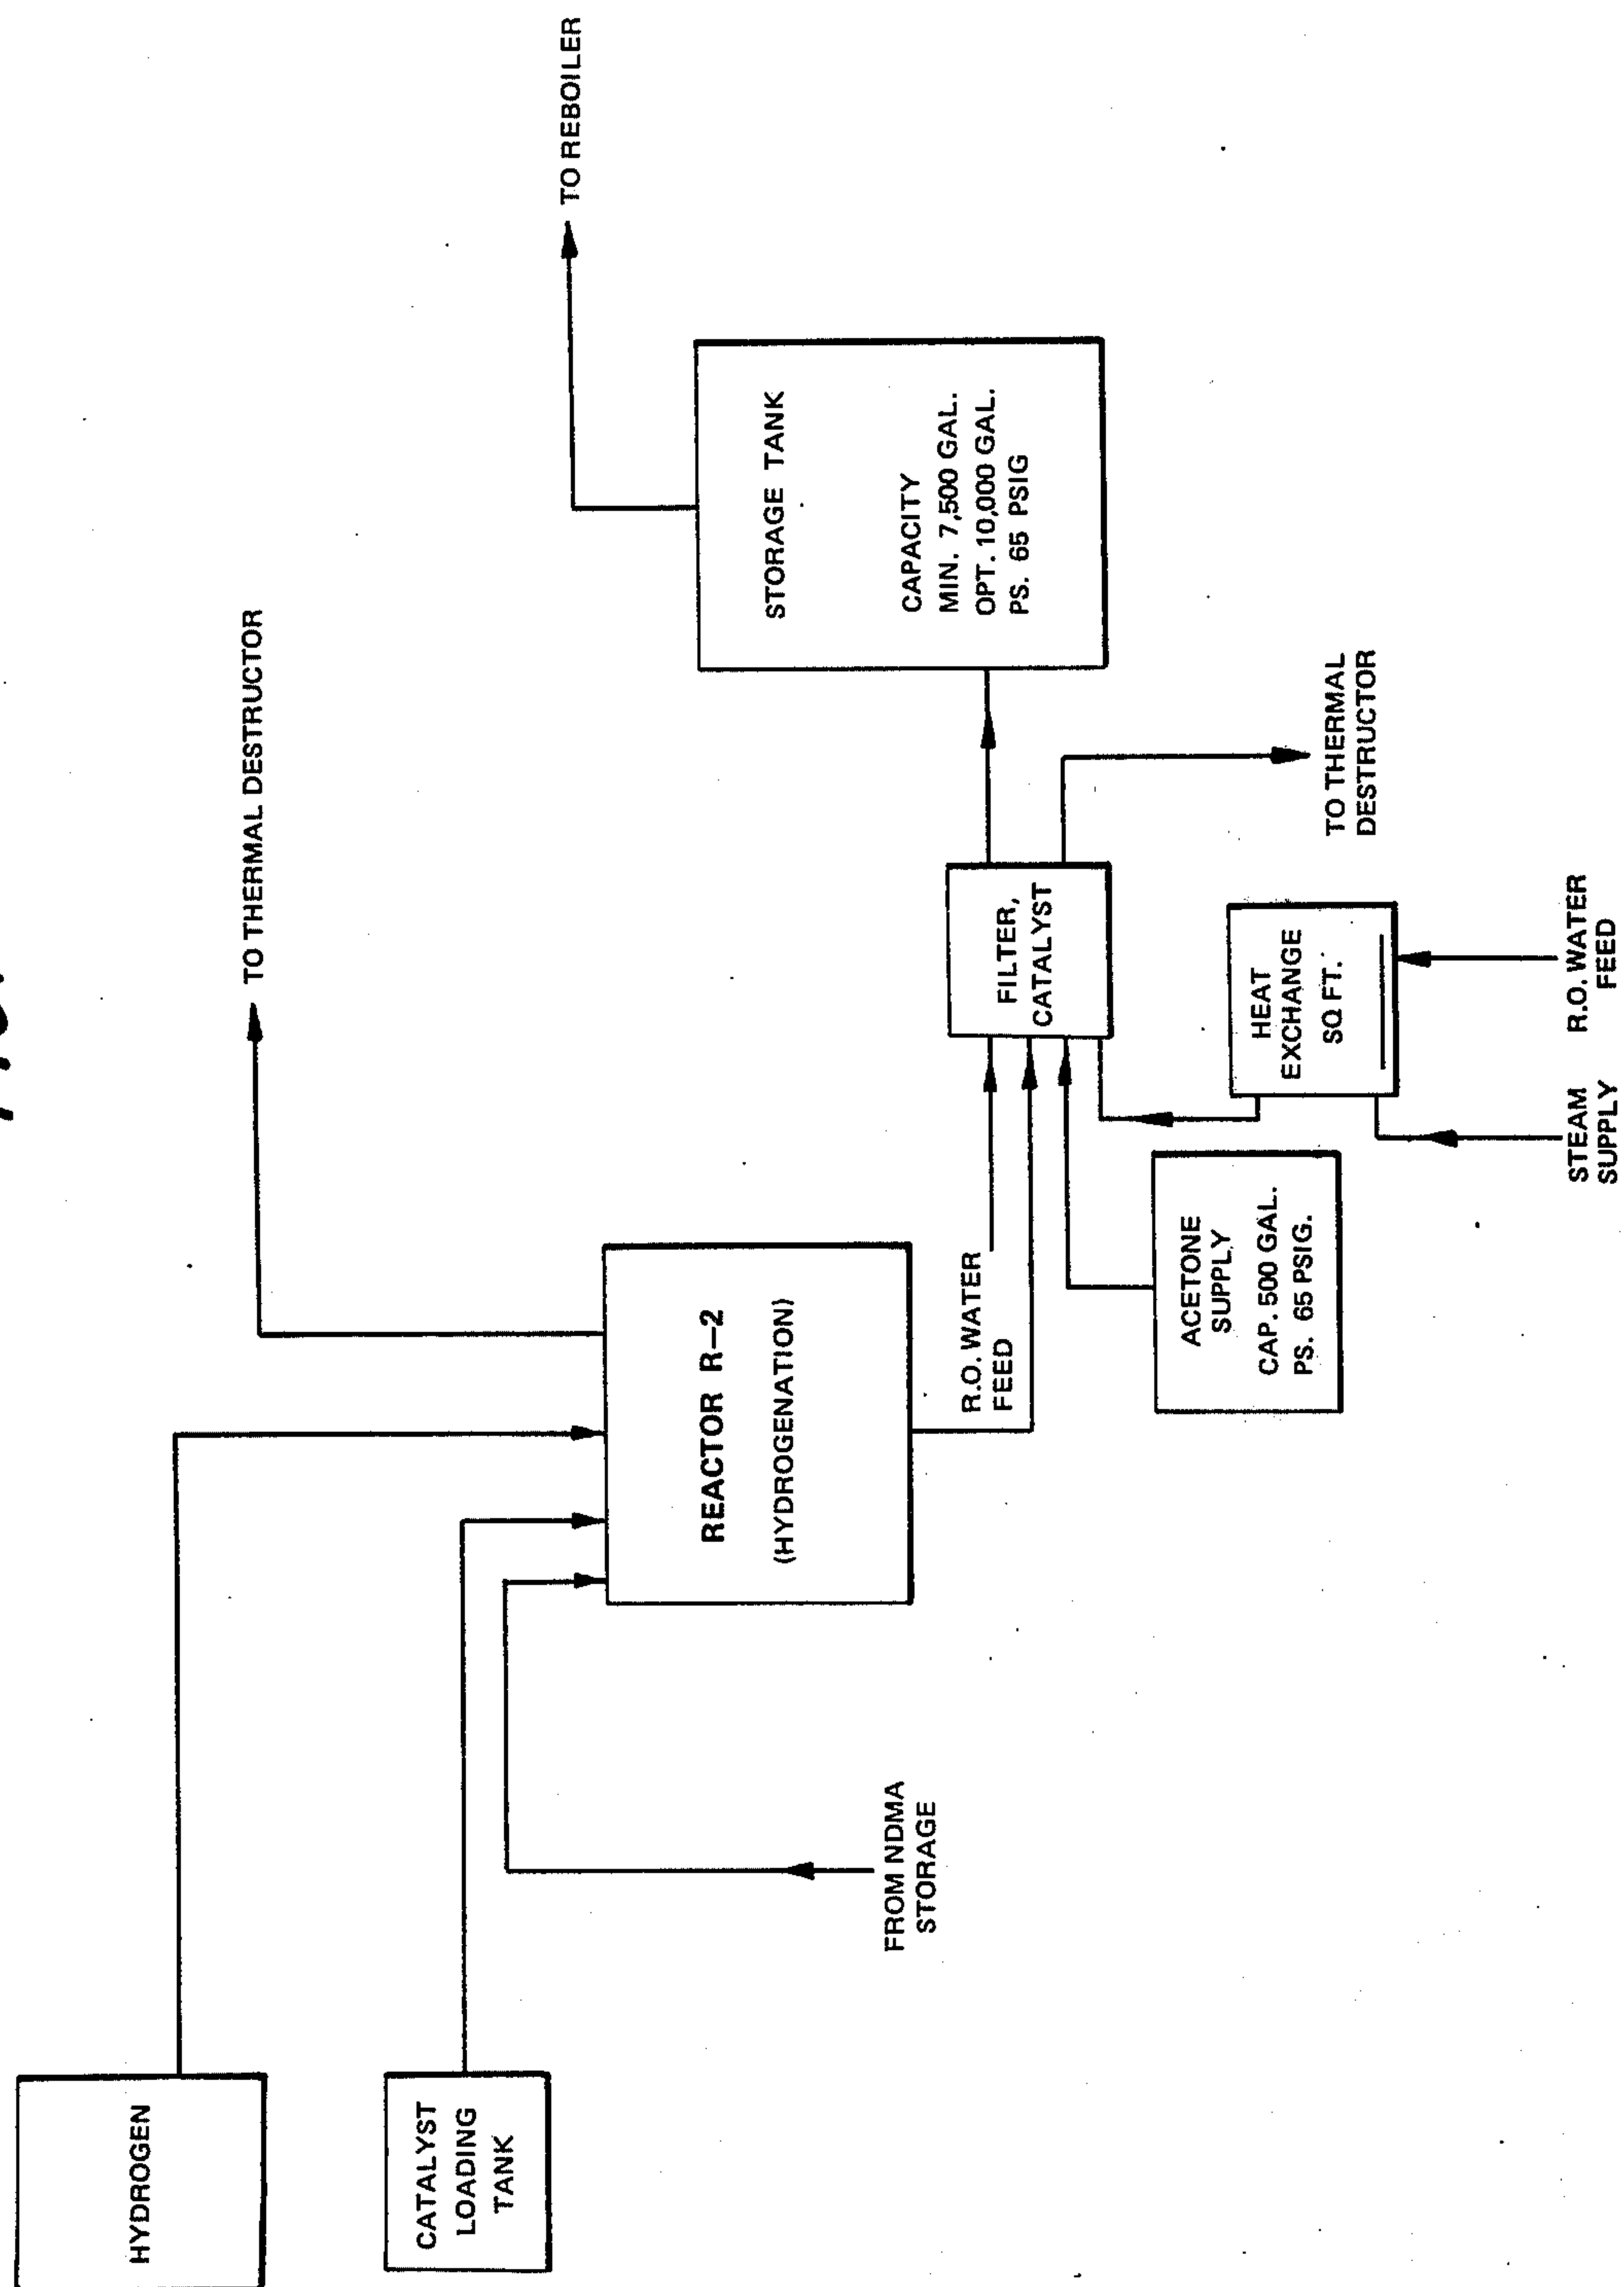 HYDROGEN
CATALYST
LOADING
TANK
FROM NDMA
STORAGE
REACTOR R-2
(HYDROGENATION)
TO THERMAL DESTRUCTOR
R.O. WATER
FEED
ACETONE
SUPPLY
CAP. 500 GAL.
PS. 65 PSIG.
FILTER,
CATALYST
HEAT
EXCHANGE
SQ FT.
STEAM
SUPPLY
R.O. WATER
FEED
TO THERMAL
DESTRUCTOR
STORAGE TANK
CAPACITY
MIN. 7,500 GAL.
OPT. 10,000 GAL.
PS. 65 PSIG
TO REBOILER